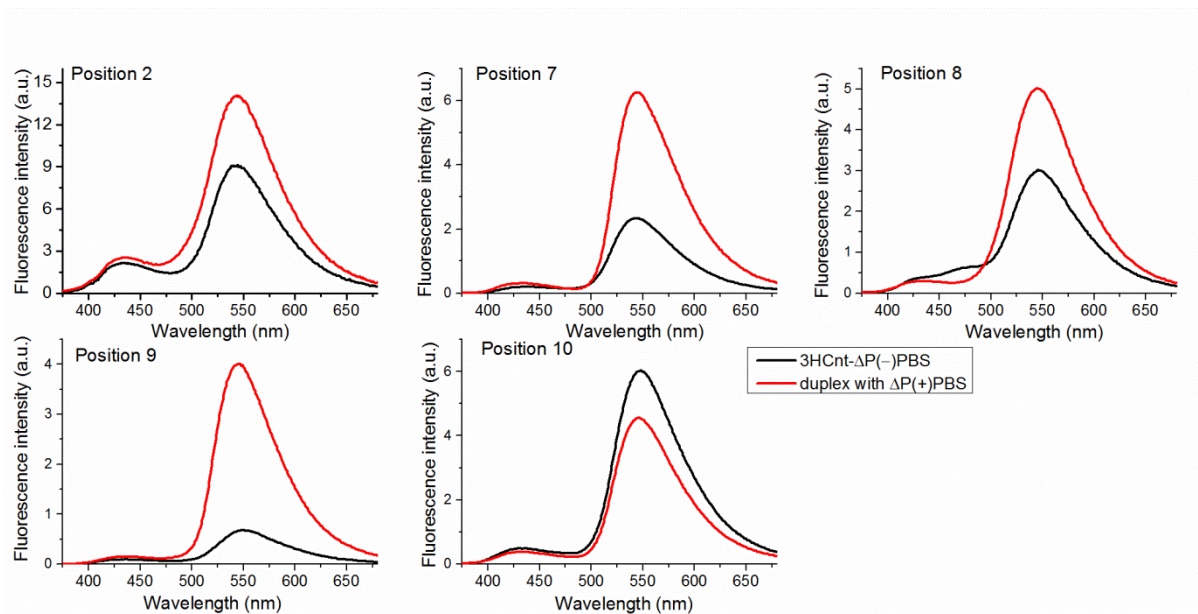 Position 2
Fluorescence intensity (a.u.)
15
12
9
6
3
0
400 450 500 550 600 650
Wavelength (nm)
Position 7
Fluorescence intensity (a.u.)
6
4
2
0
400 450 500 550 600 650
Wavelength (nm)
Position 8
Fluorescence intensity (a.u.)
5
4
3
2
1
0
400 450 500 550 600 650
Wavelength (nm)
Position 9
Fluorescence intensity (a.u.)
4
3
2
1
0
400 450 500 550 600 650
Wavelength (nm)
Position 10
Fluorescence intensity (a.u.)
6
4
2
0
400 450 500 550 600 650
Wavelength (nm)
3HCnt-ΔP(−)PBS
duplex with ΔP(+)PBS